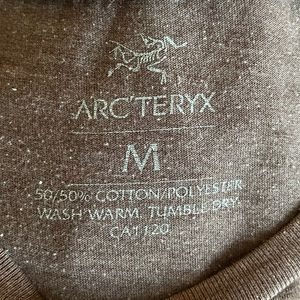 ARC'TERYX
M
50/50% COTTON/POLYESTER
WASH WARM. TUMBLE DRY.
CA1120